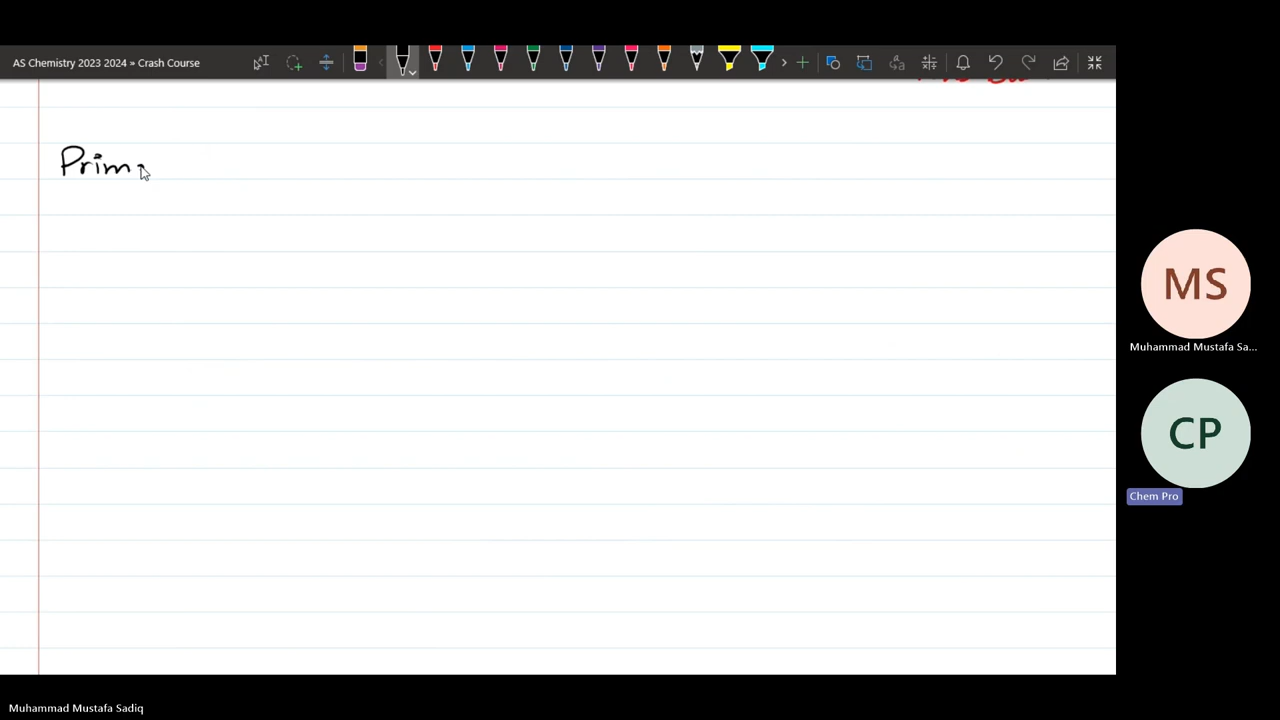 AS Chemistry 2023 2024 » Crash Course
Prim
MS
Muhammad Mustafa Sa...
CP
Chem Pro
Muhammad Mustafa Sadiq